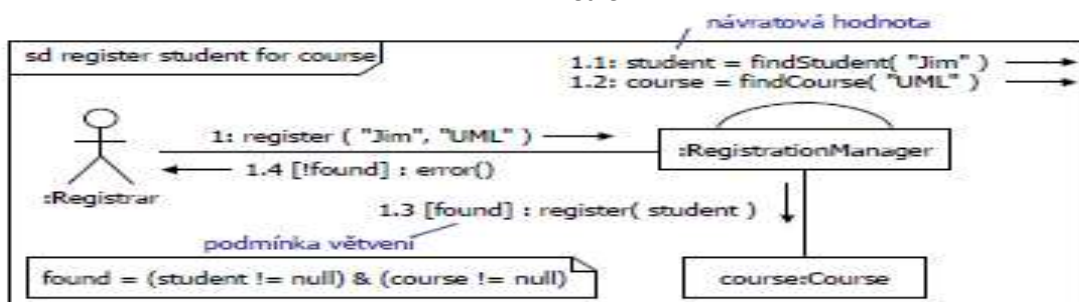 návratová hodnota
sd register student for course
1.1: student = findStudent( "Jim" )
1.2: course = findCourse( "UML" )
1: register ( "Jim", "UML" )
:RegistrationManager
1.4 [!found] : error()
:Registrar
1.3 [found] : register( student )
podmínka větvení
found = (student != null) & (course != null)
course:Course